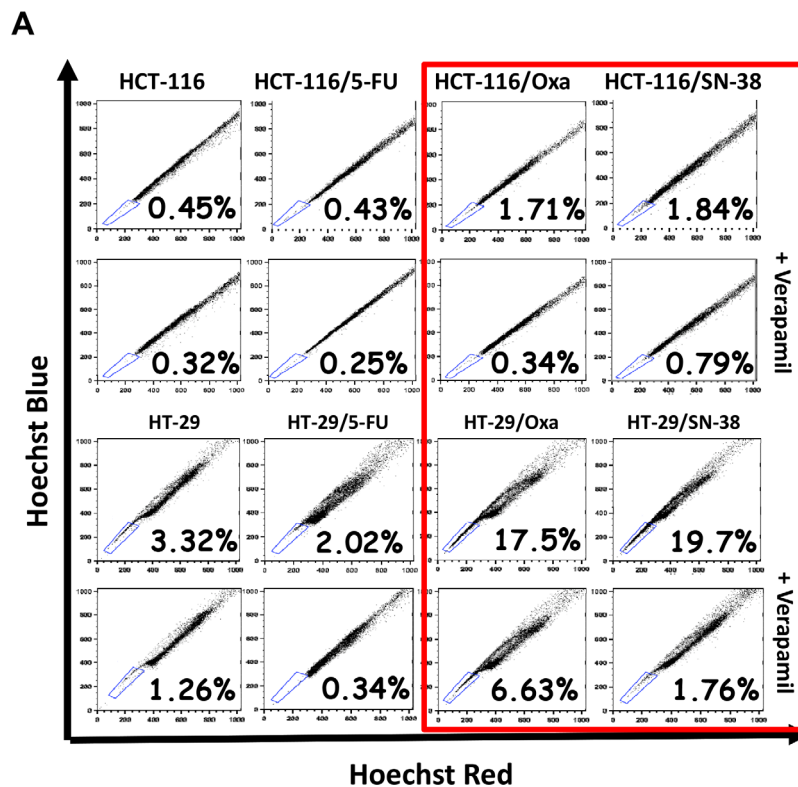 A
HCT-116 HCT-116/5-FU HCT-116/Oxa HCT-116/SN-38
0.45% 0.43% 1.71% 1.84%
0.32% 0.25% 0.34% 0.79%
+ Verapamil
HT-29 HT-29/5-FU HT-29/Oxa HT-29/SN-38
3.32% 2.02% 17.5% 19.7%
1.26% 0.34% 6.63% 1.76%
+ Verapamil
Hoechst Blue
Hoechst Red